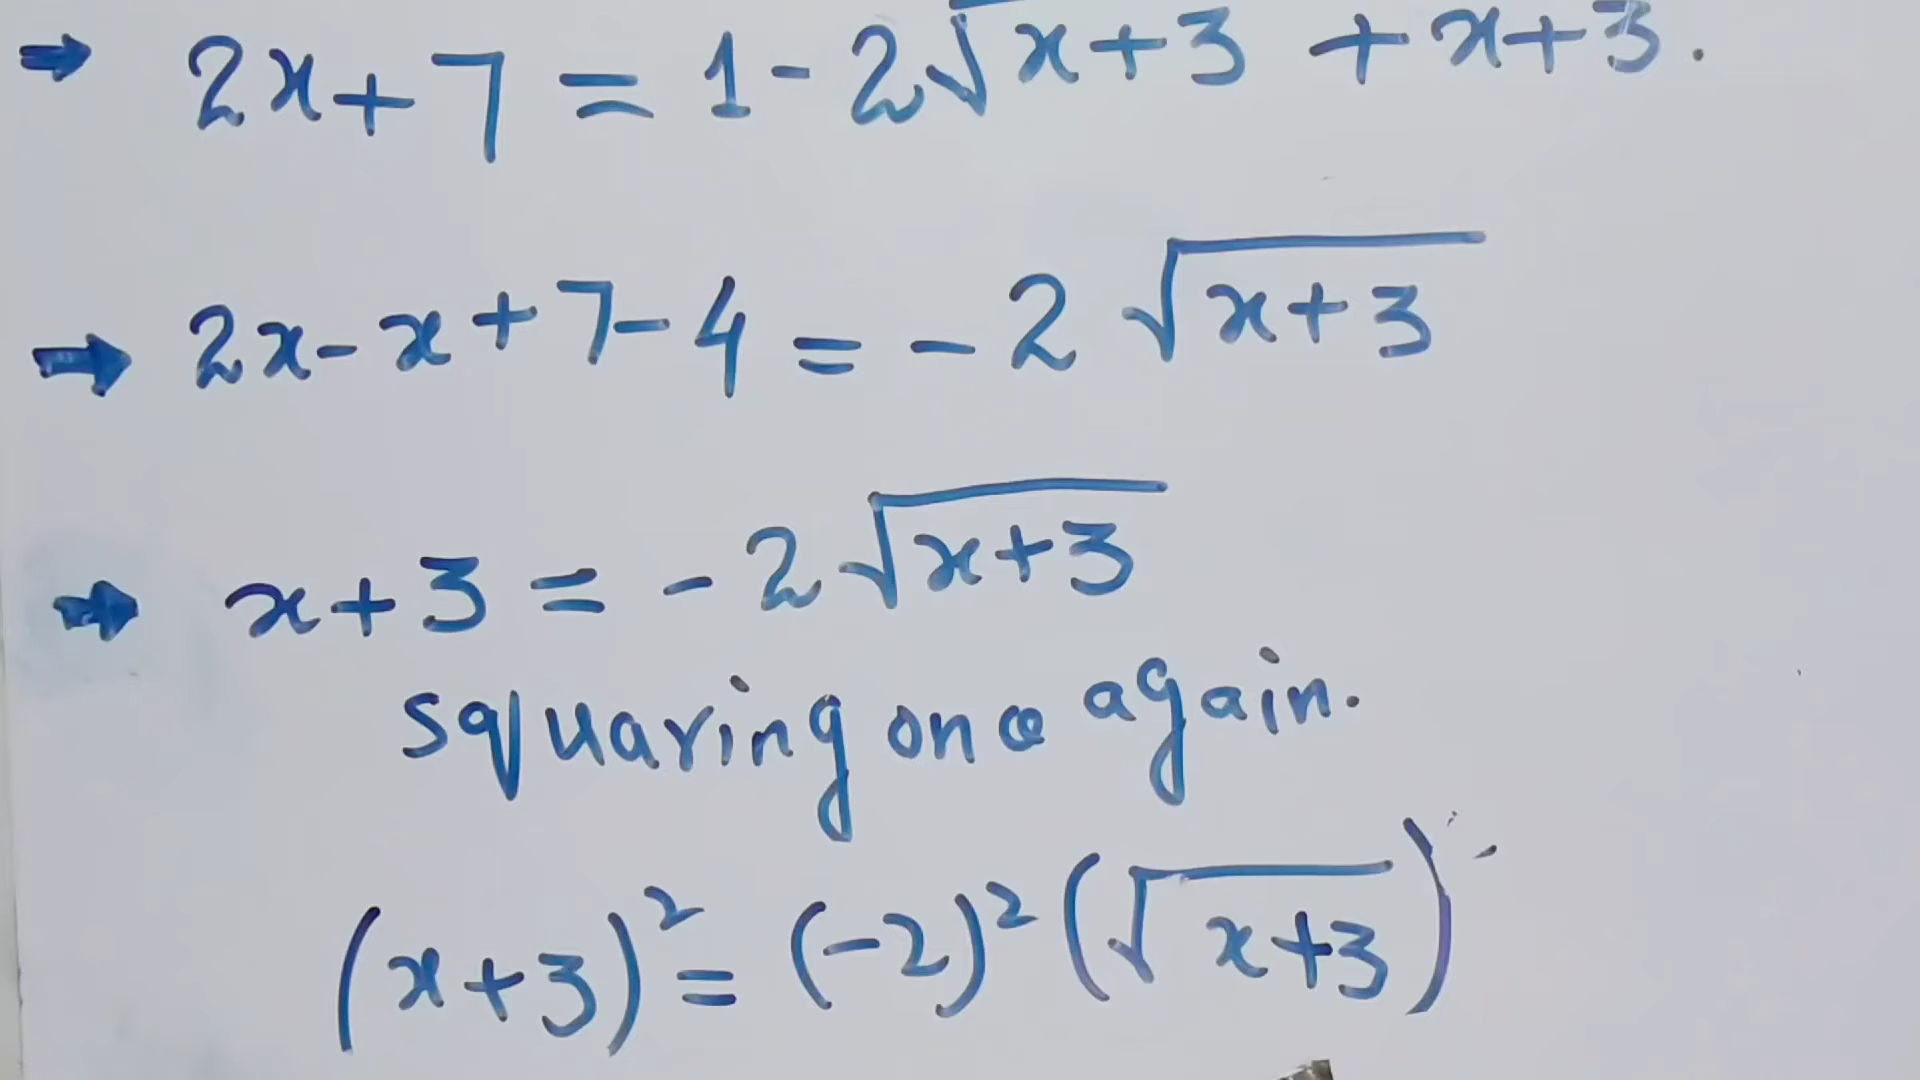 ⇒ 2x+7 = 1-2√x+3 + x+3.
⇒ 2x-x+7-4 = -2 √x+3
⇒ x+3 = -2√x+3
squaring once again.
(x+3)² = (-2)² (√x+3)